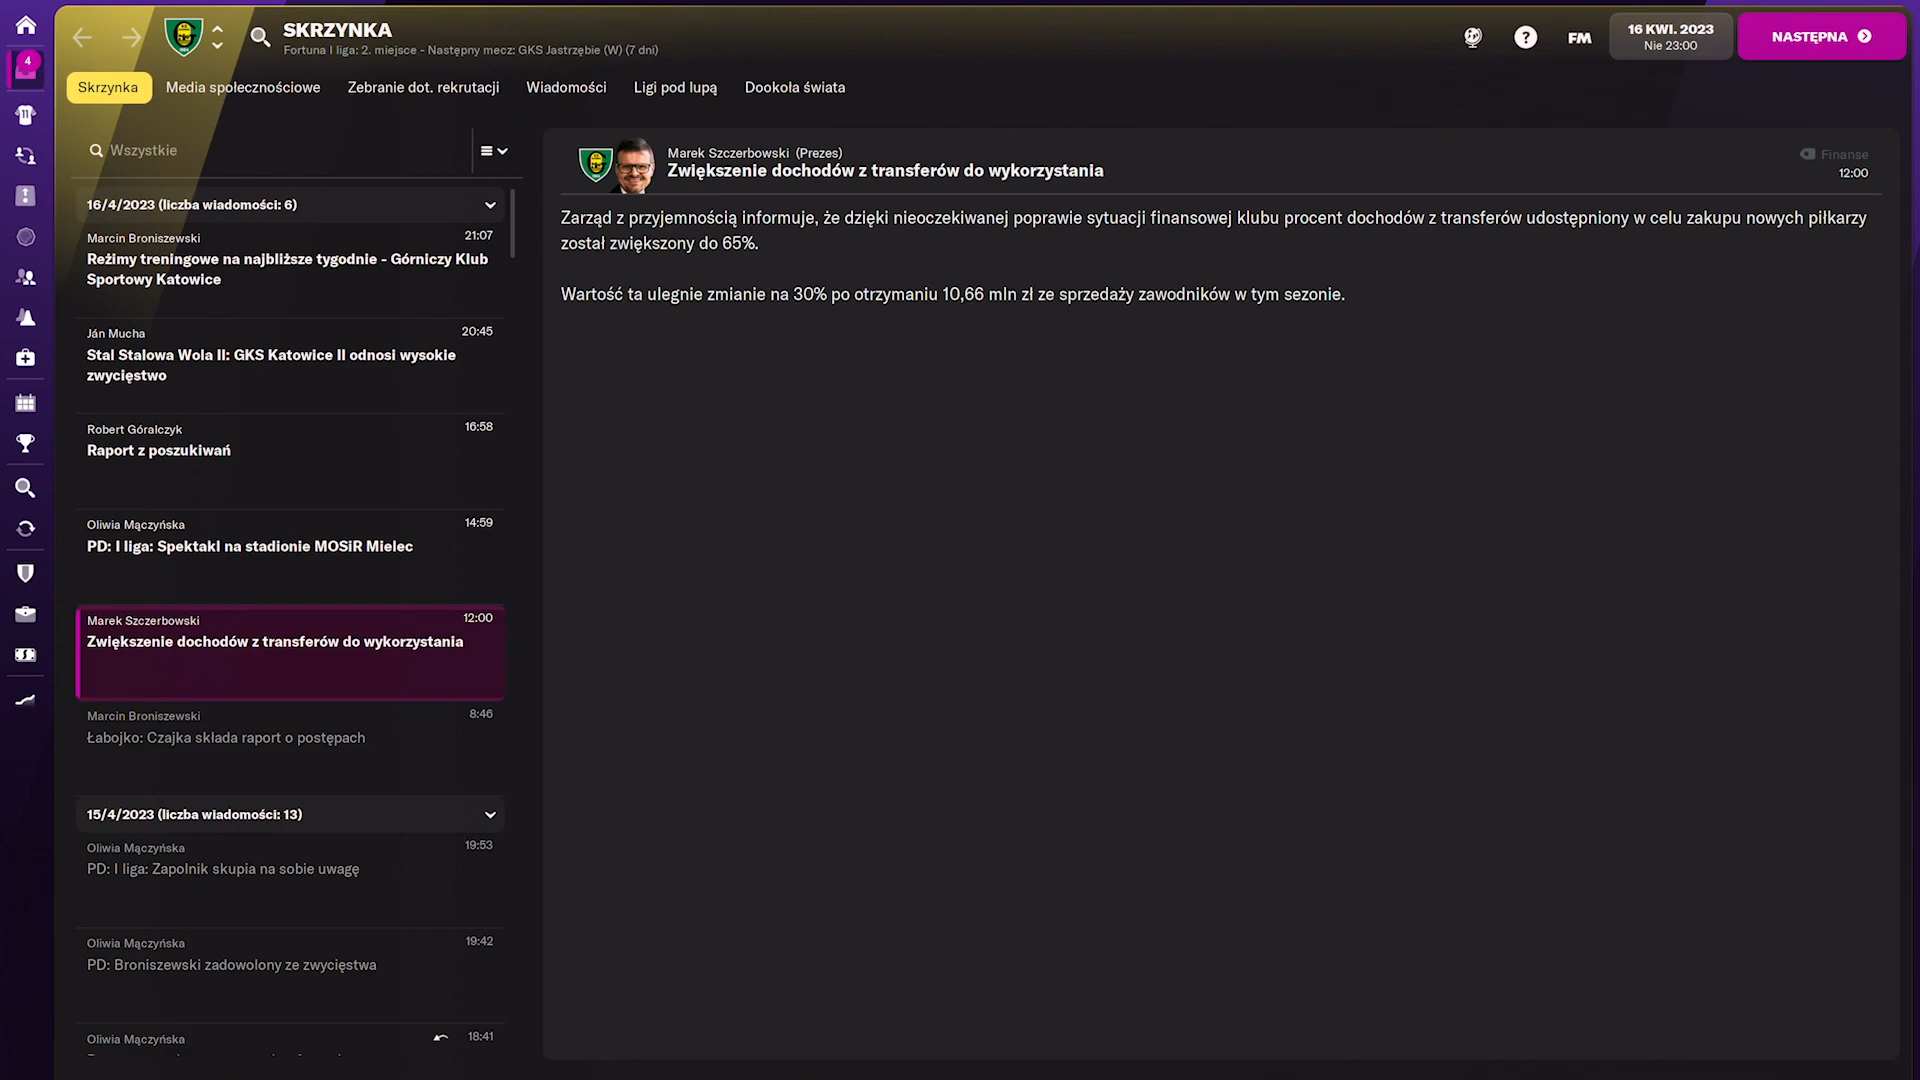 4
SKRZYNKA
Fortuna I liga: 2. miejsce - Następny mecz: GKS Jastrzębie (W) (7 dni)
FM
16 KWI. 2023
Nie 23:00
NASTĘPNA
Skrzynka
Media społecznościowe
Zebranie dot. rekrutacji
Wiadomości
Ligi pod lupą
Dookoła świata
Wszystkie
16/4/2023 (liczba wiadomości: 6)
Marcin Broniszewski
21:07
Reżimy treningowe na najbliższe tygodnie - Górniczy Klub
Sportowy Katowice
Ján Mucha
20:45
Stal Stalowa Wola II: GKS Katowice II odnosi wysokie
zwycięstwo
Robert Góralczyk
16:58
Raport z poszukiwań
Oliwia Mączyńska
14:59
PD: I liga: Spektakl na stadionie MOSiR Mielec
Marek Szczerbowski
12:00
Zwiększenie dochodów z transferów do wykorzystania
Marcin Broniszewski
8:46
Łabojko: Czajka składa raport o postępach
15/4/2023 (liczba wiadomości: 13)
Oliwia Mączyńska
19:53
PD: I liga: Zapolnik skupia na sobie uwagę
Oliwia Mączyńska
19:42
PD: Broniszewski zadowolony ze zwycięstwa
Oliwia Mączyńska
18:41
Marek Szczerbowski (Prezes)
Zwiększenie dochodów z transferów do wykorzystania
Finanse
12:00
Zarząd z przyjemnością informuje, że dzięki nieoczekiwanej poprawie sytuacji finansowej klubu procent dochodów z transferów udostępniony w celu zakupu nowych piłkarzy
został zwiększony do 65%.
Wartość ta ulegnie zmianie na 30% po otrzymaniu 10,66 mln zł ze sprzedaży zawodników w tym sezonie.